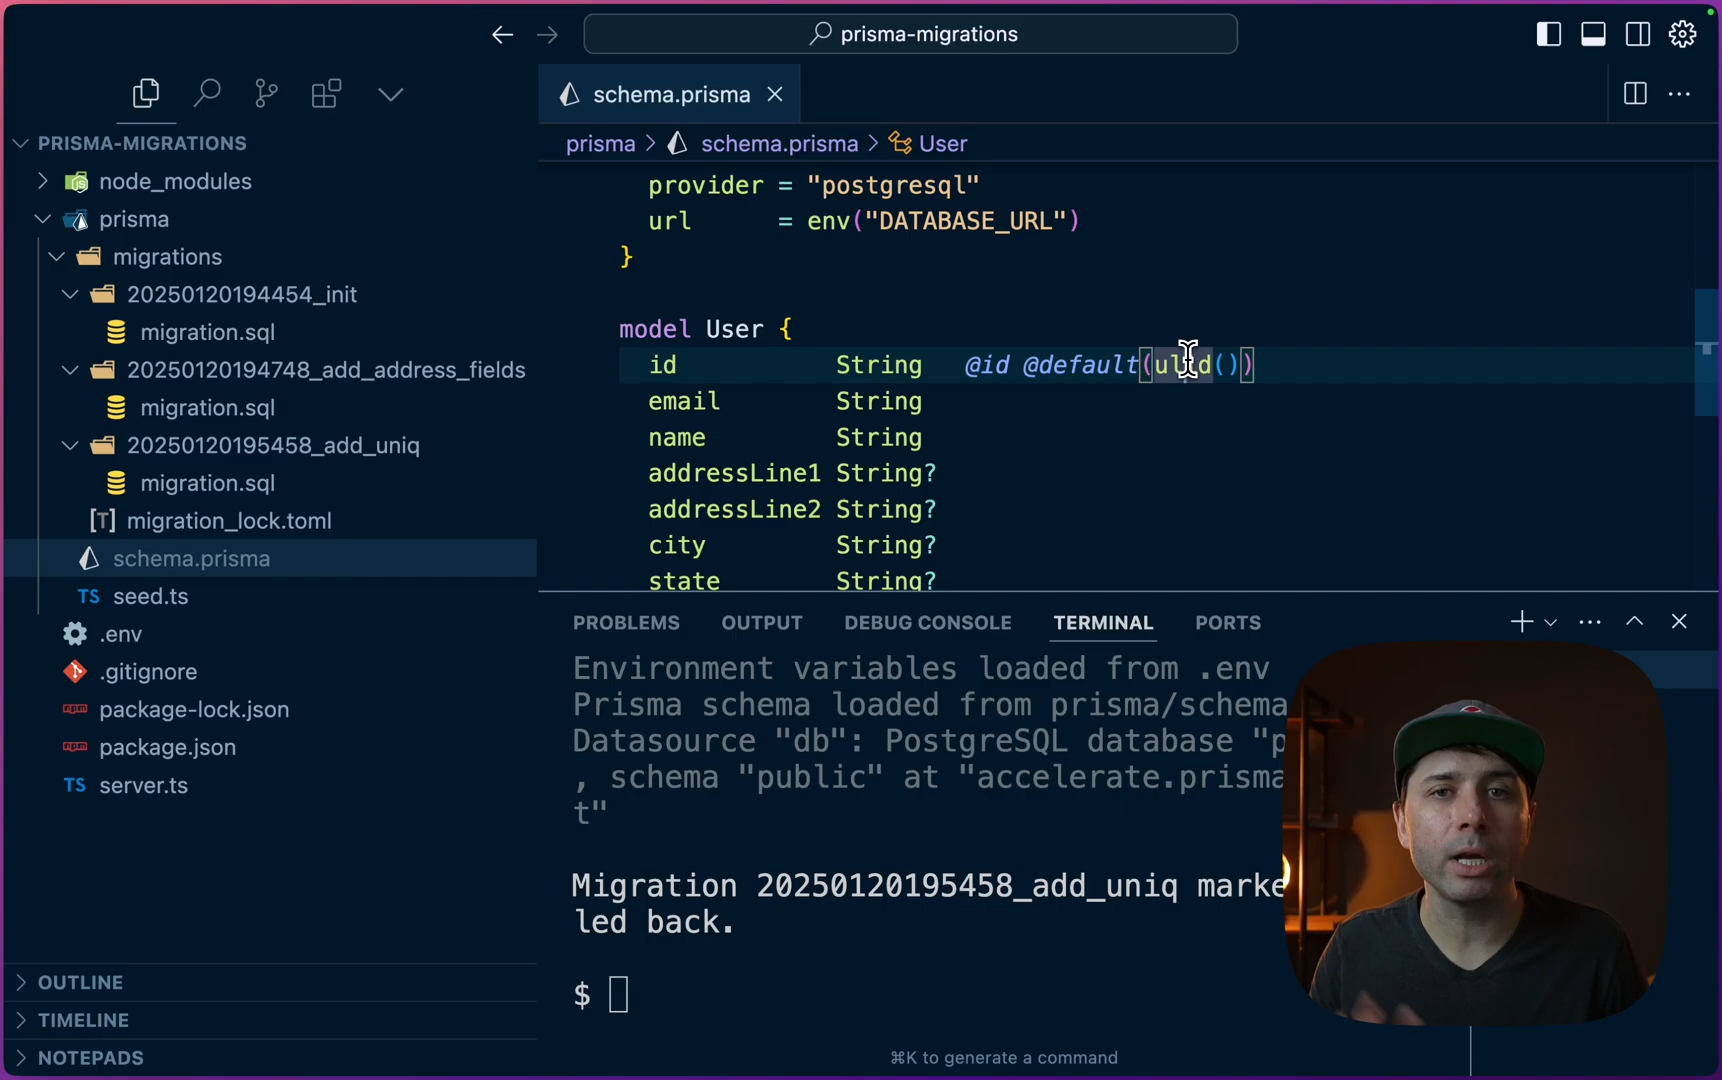 prisma-migrations
schema.prisma
PRISMA-MIGRATIONS
node_modules
prisma
migrations
20250120194454_init
migration.sql
20250120194748_add_address_fields
migration.sql
20250120195458_add_uniq
migration.sql
[T] migration_lock.toml
schema.prisma
TS seed.ts
.env
.gitignore
package-lock.json
package.json
TS server.ts
OUTLINE
TIMELINE
NOTEPADS
prisma > schema.prisma > User
provider = "postgresql"
url = env("DATABASE_URL")
}
model User {
id String @id @default(ulid())
email String
name String
addressLine1 String?
addressLine2 String?
city String?
state String?
PROBLEMS OUTPUT DEBUG CONSOLE TERMINAL PORTS
Environment variables loaded from .env
Prisma schema loaded from prisma/schema
Datasource "db": PostgreSQL database "p
, schema "public" at "accelerate.prisma
t"
Migration 20250120195458_add_uniq marke
led back.
$
⌘K to generate a command